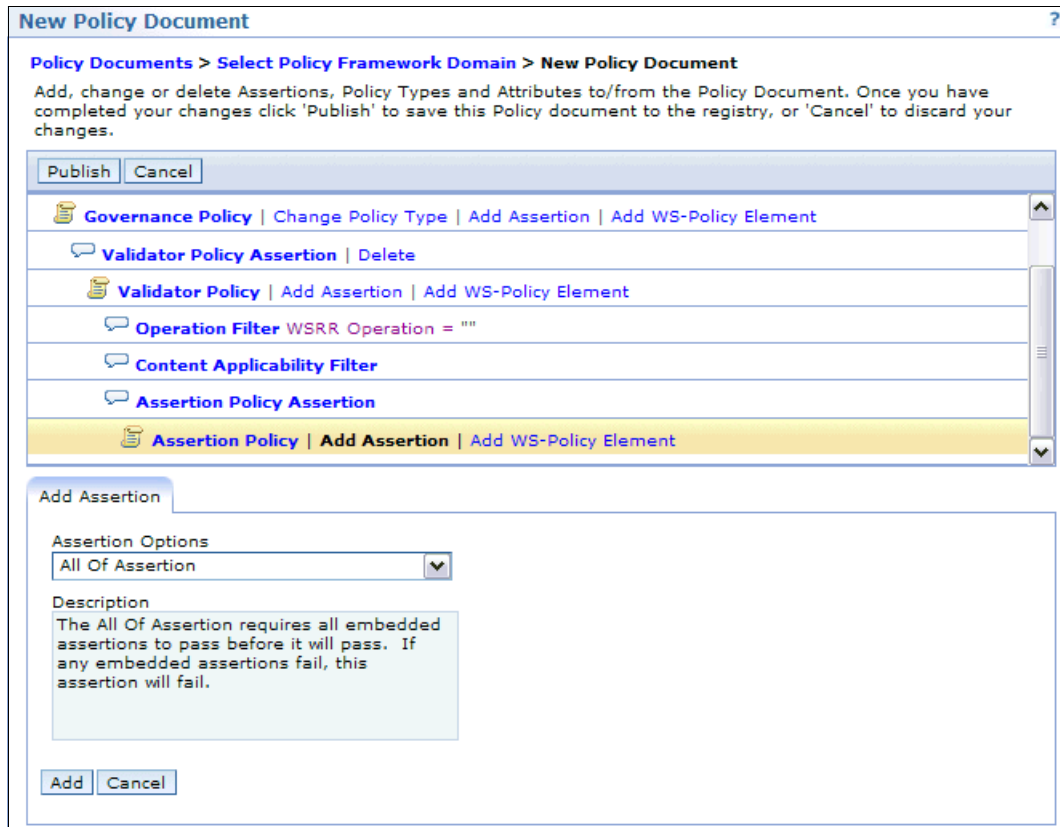 New Policy Document ?
Policy Documents > Select Policy Framework Domain > New Policy Document
Add, change or delete Assertions, Policy Types and Attributes to/from the Policy Document. Once you have
completed your changes click 'Publish' to save this Policy document to the registry, or 'Cancel' to discard your
changes.
Publish Cancel
Governance Policy | Change Policy Type | Add Assertion | Add WS-Policy Element
Validator Policy Assertion | Delete
Validator Policy | Add Assertion | Add WS-Policy Element
Operation Filter WSRR Operation = ""
Content Applicability Filter
Assertion Policy Assertion
Assertion Policy | Add Assertion | Add WS-Policy Element
Add Assertion
Assertion Options
All Of Assertion
Description
The All Of Assertion requires all embedded
assertions to pass before it will pass.  If
any embedded assertions fail, this
assertion will fail.
Add Cancel